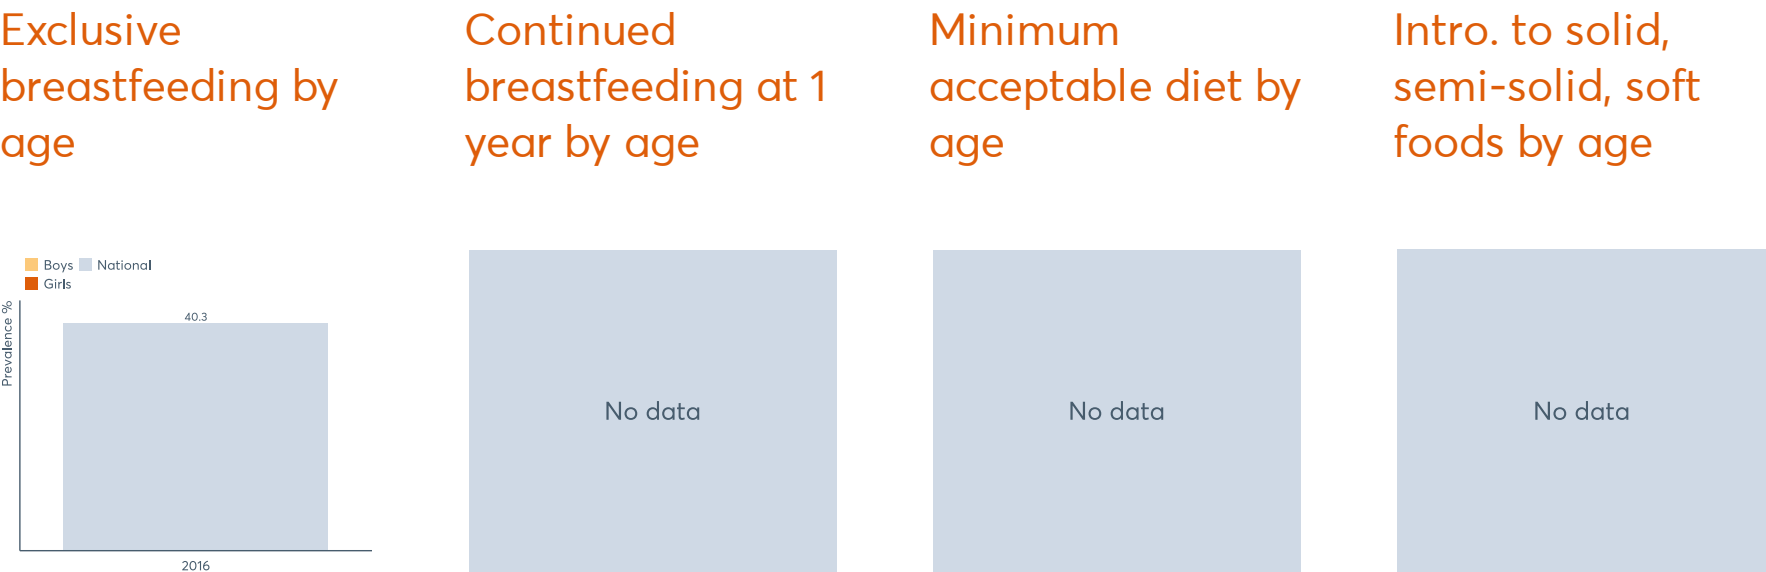 Exclusive
breastfeeding by
age
Continued
breastfeeding at 1
year by age
Minimum
acceptable diet by
age
Intro. to solid,
semi-solid, soft
foods by age
Boys National
Girls
Prevalence %
40.3
2016
No data
No data
No data